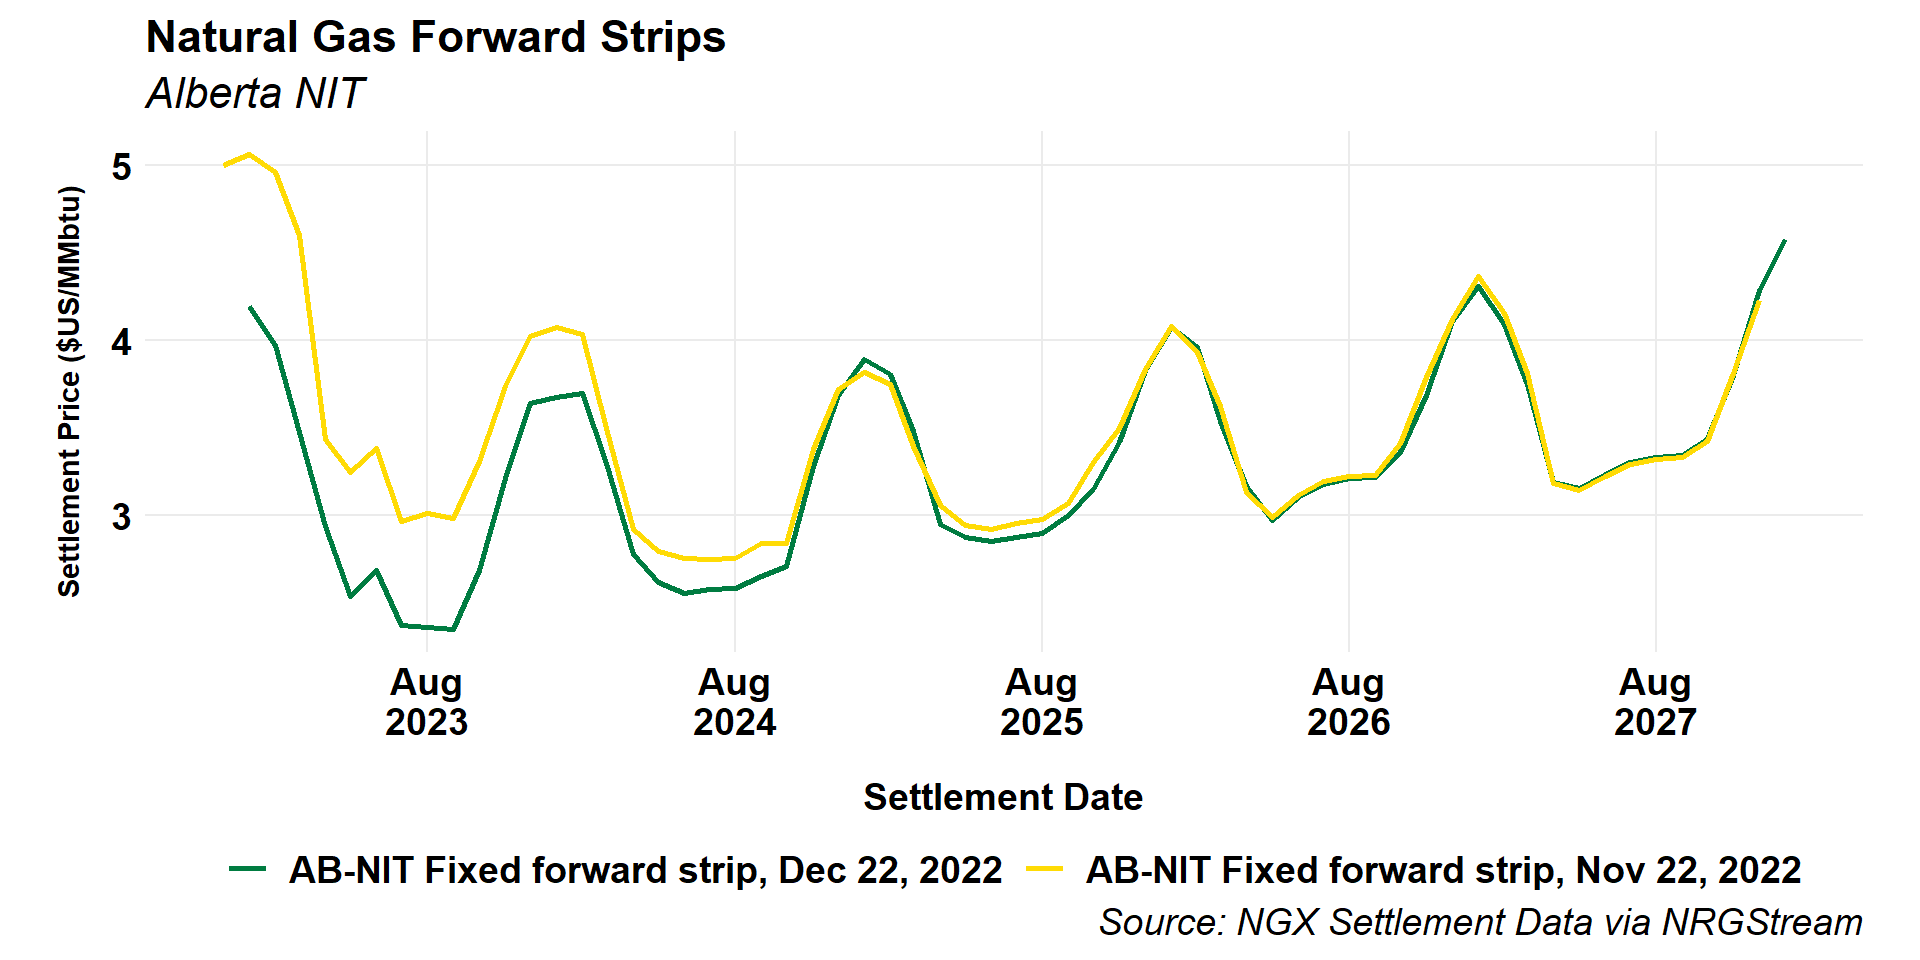 Natural Gas Forward Strips
Alberta NIT
5
4
3
Settlement Price ($US/MMbtu)
Aug
2023
Aug
2024
Aug
2025
Aug
2026
Aug
2027
Settlement Date
AB-NIT Fixed forward strip, Dec 22, 2022
AB-NIT Fixed forward strip, Nov 22, 2022
Source: NGX Settlement Data via NRGStream